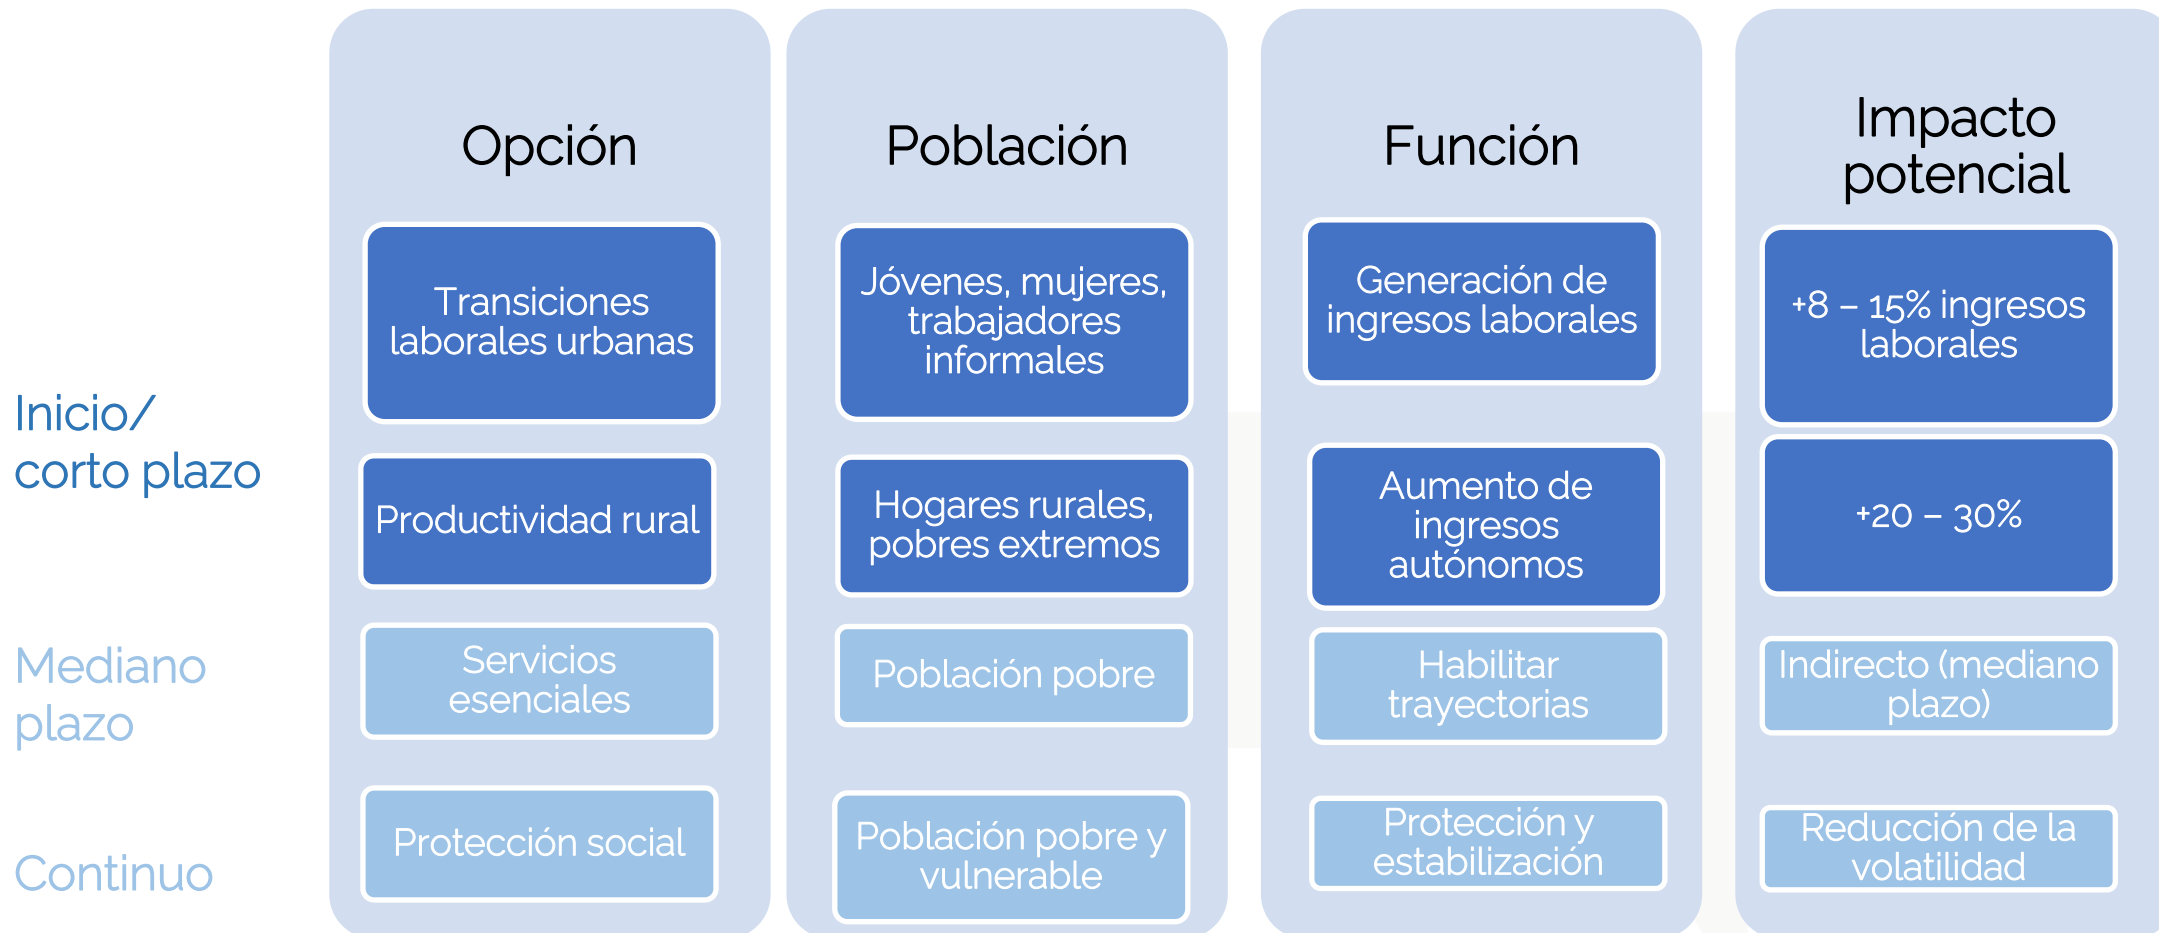 Opción
Población
Función
Impacto
potencial
Inicio/
corto plazo
Transiciones
laborales urbanas
Jóvenes, mujeres,
trabajadores
informales
Generación de
ingresos laborales
+8 – 15% ingresos
laborales
Productividad rural
Hogares rurales,
pobres extremos
Aumento de
ingresos
autónomos
+20 – 30%
Mediano
plazo
Servicios
esenciales
Población pobre
Habilitar
trayectorias
Indirecto (mediano
plazo)
Continuo
Protección social
Población pobre y
vulnerable
Protección y
estabilización
Reducción de la
volatilidad